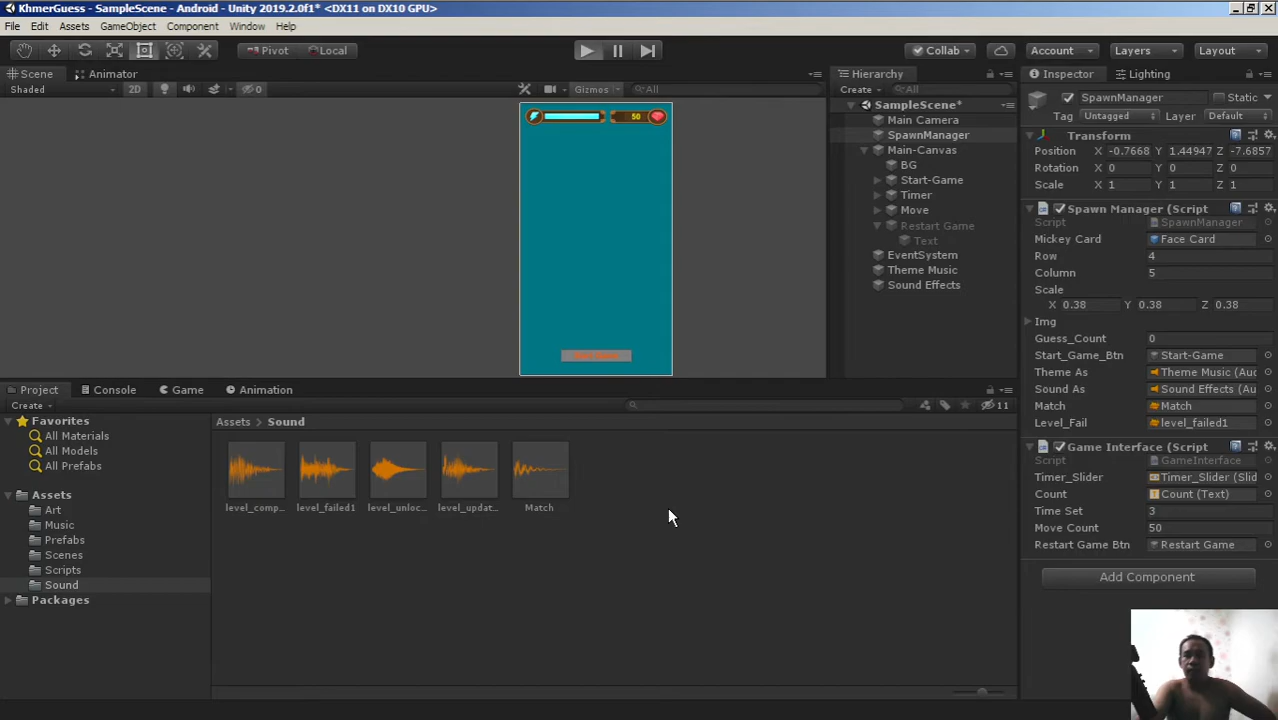 KhmerGuess - SampleScene - Android - Unity 2019.2.0f1* <DX11 on DX10 GPU>
File Edit Assets GameObject Component Window Help
Pivot Local Collab Account Layers Layout
Scene Animator
Shaded 2D 0 Gizmos All
50
Hierarchy
Create All
SampleScene*
Main Camera
SpawnManager
Main-Canvas
BG
Start-Game
Timer
Move
Restart Game
Text
EventSystem
Theme Music
Sound Effects
Inspector Lighting
SpawnManager Static
Tag Untagged Layer Default
Transform
Position X -0.7668 Y 1.44947 Z -7.6857
Rotation X 0 Y 0 Z 0
Scale X 1 Y 1 Z 1
Spawn Manager (Script
Script SpawnManager
Mickey Card Face Card
Row 4
Column 5
Scale
X 0.38 Y 0.38 Z 0.38
Img
Guess_Count 0
Start_Game_Btn Start-Game
Theme As Theme Music (Auc
Sound As Sound Effects (Au
Match Match
Level_Fail level_failed1
Game Interface (Script
Script GameInterface
Timer_Slider Timer_Slider (Slid
Count Count (Text)
Time Set 3
Move Count 50
Restart Game Btn Restart Game
Add Component
Project Console Game Animation
Create 11
Favorites
All Materials
All Models
All Prefabs
Assets
Art
Music
Prefabs
Scenes
Scripts
Sound
Packages
Assets > Sound
level_comp... level_failed1 level_unloc... level_updat... Match